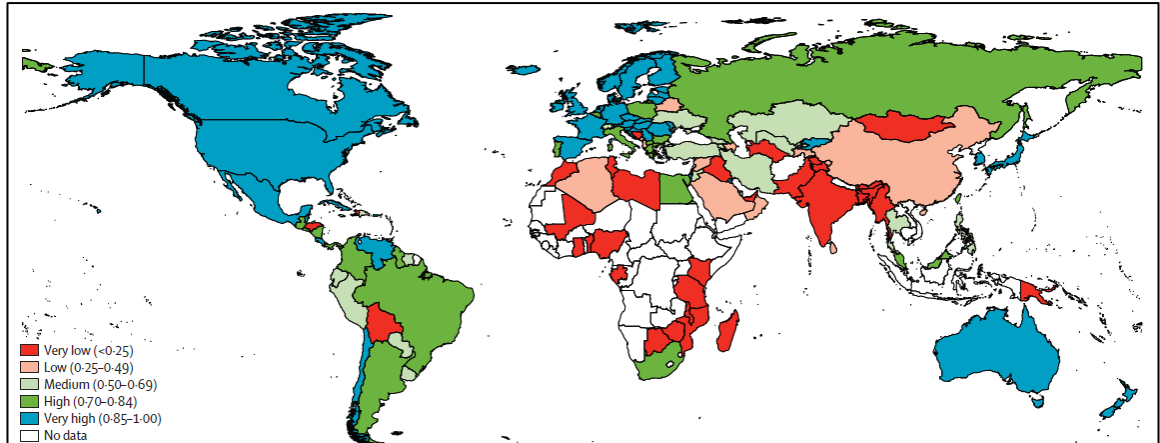 Very low (<0·25)
Low (0·25–0·49)
Medium (0·50–0·69)
High (0·70–0·84)
Very high (0·85–1·00)
No data